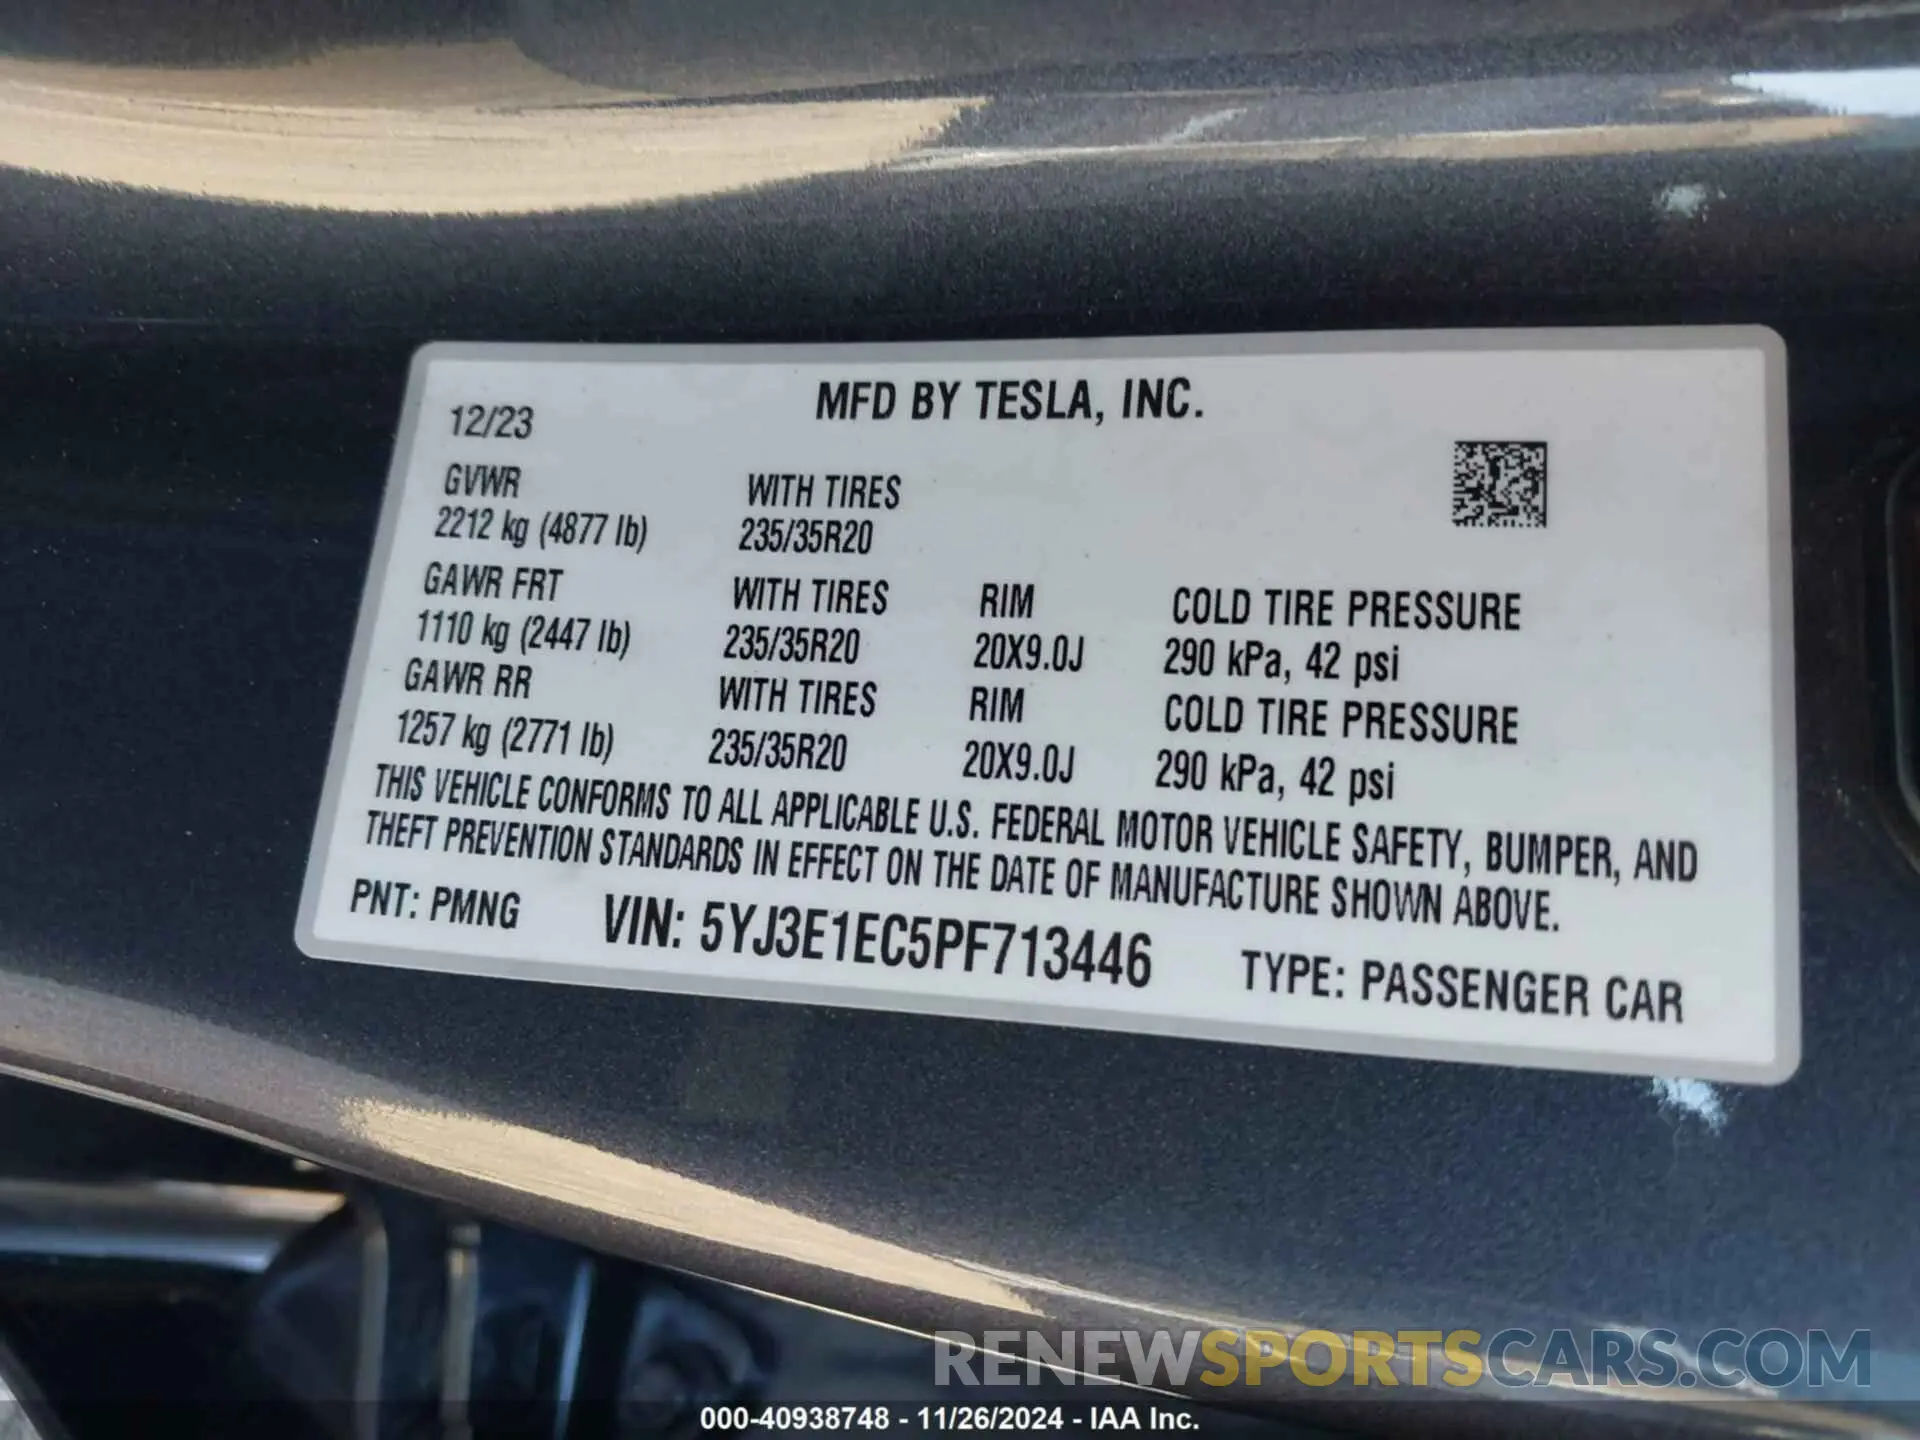 MFD BY TESLA, INC.
12/23
GVWR WITH TIRES
2212 kg (4877 lb) 235/35R20
GAWR FRT WITH TIRES RIM COLD TIRE PRESSURE
1110 kg (2447 lb) 235/35R20 20X9.0J 290 kPa, 42 psi
GAWR RR WITH TIRES RIM COLD TIRE PRESSURE
1257 kg (2771 lb) 235/35R20 20X9.0J 290 kPa, 42 psi
THIS VEHICLE CONFORMS TO ALL APPLICABLE U.S. FEDERAL MOTOR VEHICLE SAFETY, BUMPER, AND
THEFT PREVENTION STANDARDS IN EFFECT ON THE DATE OF MANUFACTURE SHOWN ABOVE.
PNT: PMNG VIN: 5YJ3E1EC5PF713446 TYPE: PASSENGER CAR
RENEWSPORTSCARS.COM
000-40938748 - 11/26/2024 - IAA Inc.